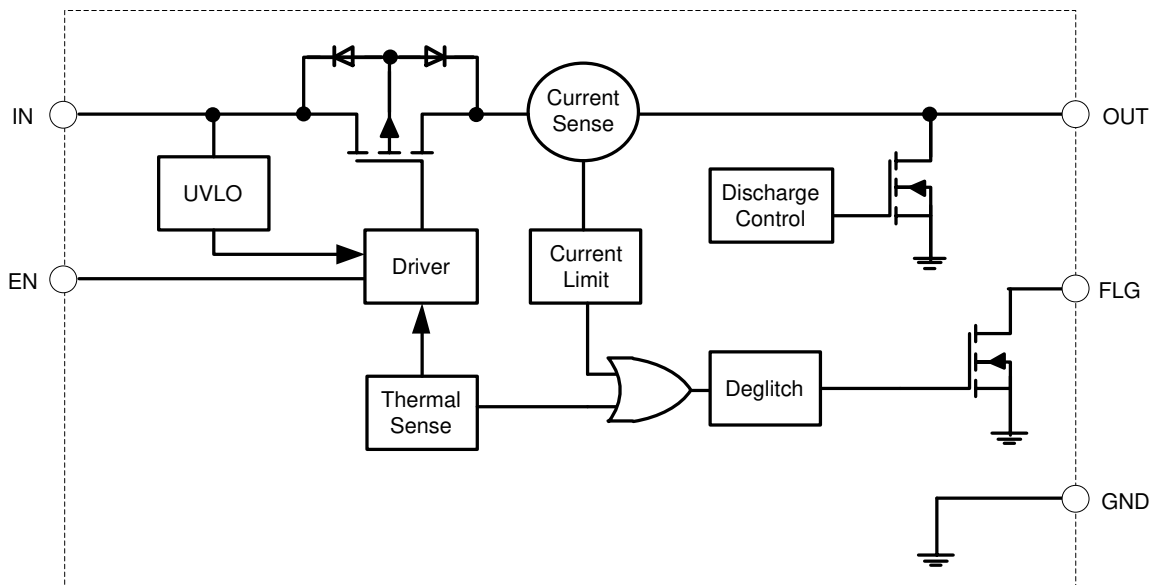 IN
Current
Sense
OUT
UVLO
Discharge
Control
EN
Driver
Current
Limit
FLG
Thermal
Sense
Deglitch
GND